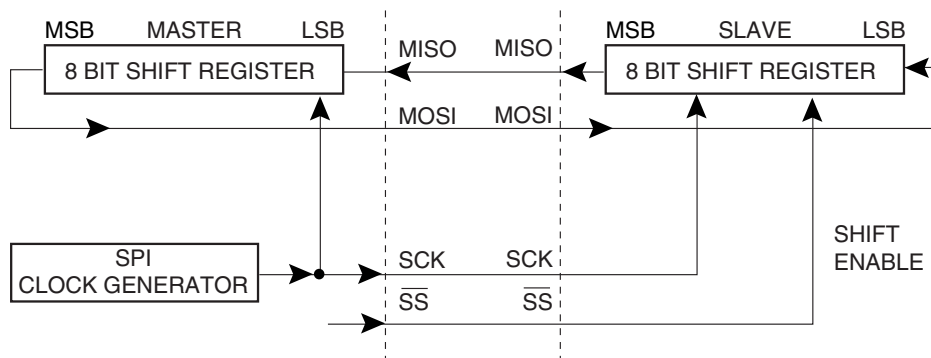 MSB MASTER LSB
8 BIT SHIFT REGISTER
MISO MISO
MSB SLAVE LSB
8 BIT SHIFT REGISTER
MOSI MOSI
SPI
CLOCK GENERATOR
SCK SCK
SS SS
SHIFT
ENABLE